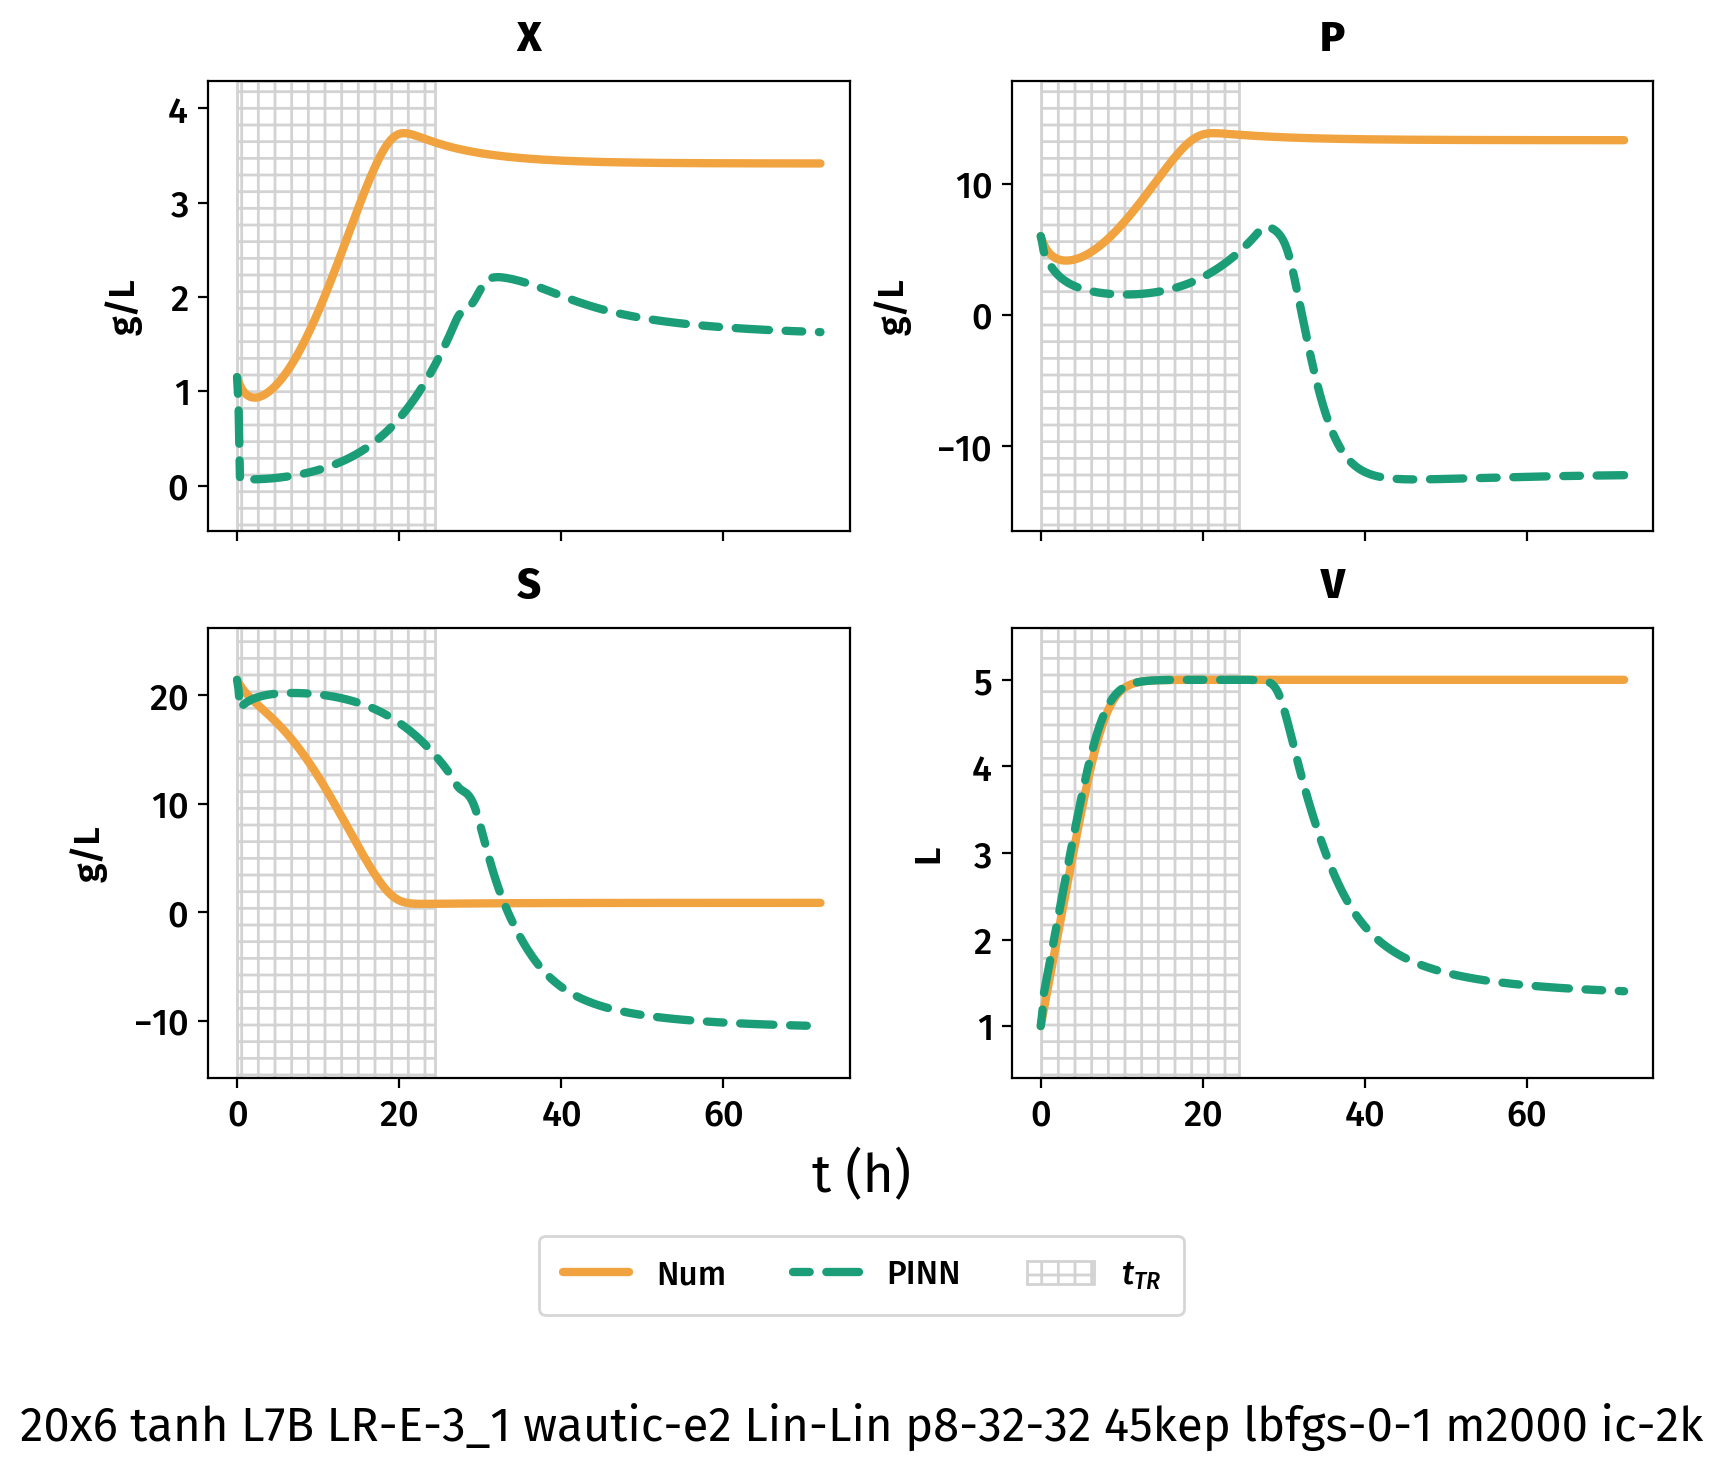 X
P
4
3
2
1
0
g/L
10
0
−10
g/L
S
V
20
10
0
−10
g/L
5
4
3
2
1
L
0 20 40 60
0 20 40 60
t (h)
Num PINN tTR
20x6 tanh L7B LR-E-3_1 wautic-e2 Lin-Lin p8-32-32 45kep lbfgs-0-1 m2000 ic-2k